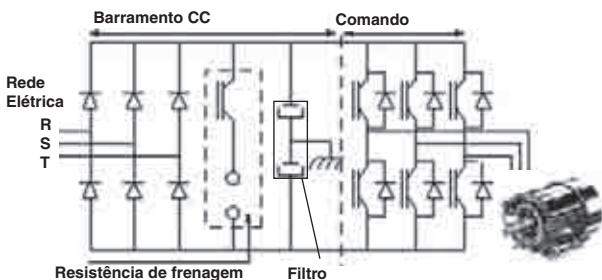 Barramento CC
Comando
Rede
Elétrica
R
S
T
Resistência de frenagem
Filtro